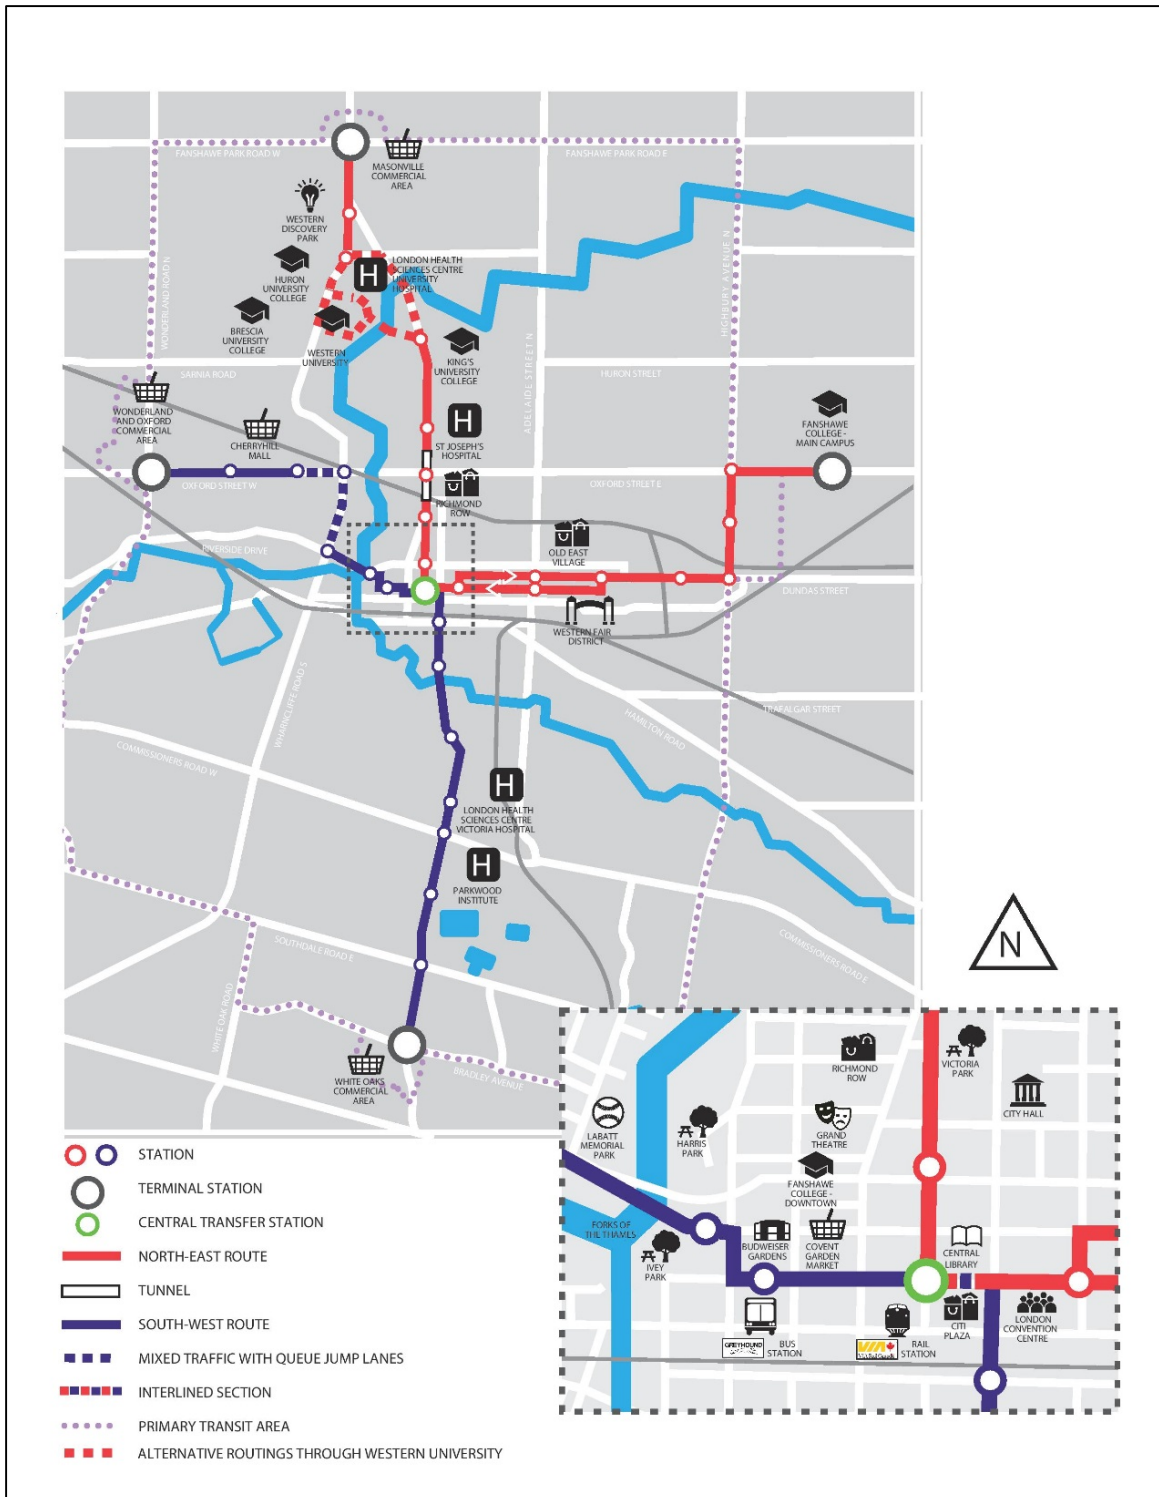 FANSHAWE PARK ROAD W
MASONVILLE
COMMERCIAL
AREA
FANSHAWE PARK ROAD E
WESTERN
DISCOVERY
PARK
WONDERLAND ROAD N
HIGHBURY AVENUE N
HURON
UNIVERSITY
COLLEGE
H
LONDON HEALTH
SCIENCES CENTRE
UNIVERSITY
HOSPITAL
BRESCIA
UNIVERSITY
COLLEGE
WESTERN
UNIVERSITY
KING'S
UNIVERSITY
COLLEGE
ADELAIDE STREET N
SARNIA ROAD
HURON STREET
WONDERLAND
AND OXFORD
COMMERCIAL
AREA
CHERRYHILL
MALL
H
ST JOSEPH'S
HOSPITAL
FANSHAWE
COLLEGE -
MAIN CAMPUS
OXFORD STREET W
RICHMOND
ROW
OXFORD STREET E
RIVERSIDE DRIVE
OLD EAST
VILLAGE
DUNDAS STREET
WESTERN FAIR
DISTRICT
WHARNCLIFFE ROAD S
HAMILTON ROAD
TRAFALGAR STREET
COMMISSIONERS ROAD W
H
LONDON HEALTH
SCIENCES CENTRE
VICTORIA HOSPITAL
H
PARKWOOD
INSTITUTE
SOUTHDALE ROAD E
COMMISSIONERS ROAD E
WHITE OAK ROAD
WHITE OAKS
COMMERCIAL
AREA
BRADLEY AVENUE
N
RICHMOND
ROW
VICTORIA
PARK
CITY HALL
LABATT
MEMORIAL
PARK
HARRIS
PARK
GRAND
THEATRE
FANSHAWE
COLLEGE -
DOWNTOWN
FORKS OF
THE THAMES
IVEY
PARK
BUDWEISER
GARDENS
COVENT
GARDEN
MARKET
CENTRAL
LIBRARY
CITI
PLAZA
LONDON
CONVENTION
CENTRE
GREYHOUND
BUS
STATION
VIA
RAIL
STATION
STATION
TERMINAL STATION
CENTRAL TRANSFER STATION
NORTH-EAST ROUTE
TUNNEL
SOUTH-WEST ROUTE
MIXED TRAFFIC WITH QUEUE JUMP LANES
INTERLINED SECTION
PRIMARY TRANSIT AREA
ALTERNATIVE ROUTINGS THROUGH WESTERN UNIVERSITY